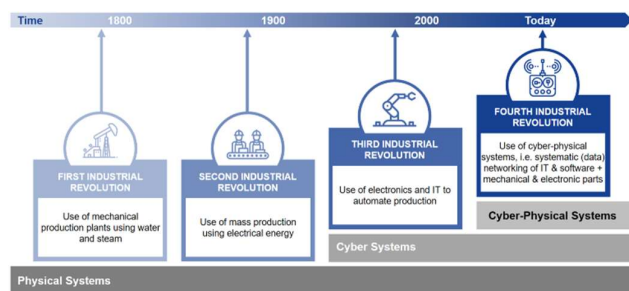 Time 1800 1900 2000 Today
FIRST INDUSTRIAL
REVOLUTION
Use of mechanical
production plants using water
and steam
SECOND INDUSTRIAL
REVOLUTION
Use of mass production
using electrical energy
THIRD INDUSTRIAL
REVOLUTION
Use of electronics and IT to
automate production
FOURTH INDUSTRIAL
REVOLUTION
Use of cyber-physical
systems, i.e. systematic (data)
networking of IT & software +
mechanical & electronic parts
Cyber-Physical Systems
Cyber Systems
Physical Systems